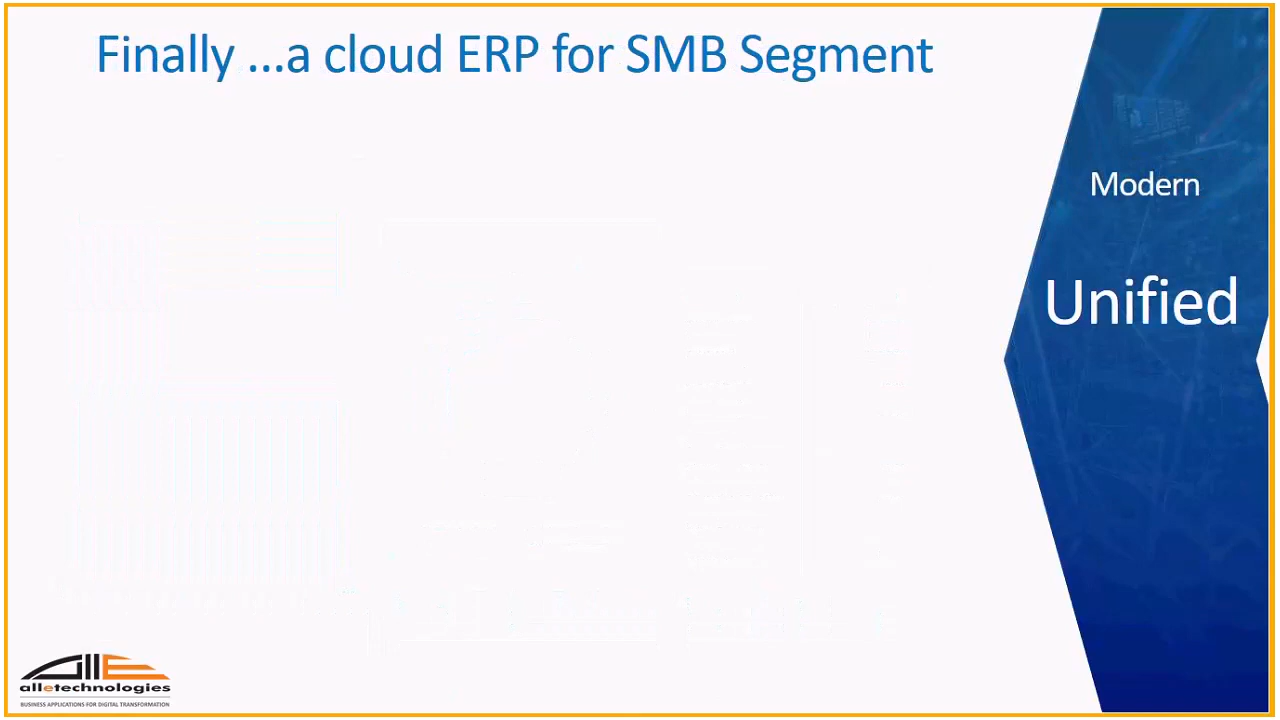 Finally ...a cloud ERP for SMB Segment
Modern
Unified
alletechnologies
BUSINESS APPLICATIONS FOR DIGITAL TRANSFORMATION